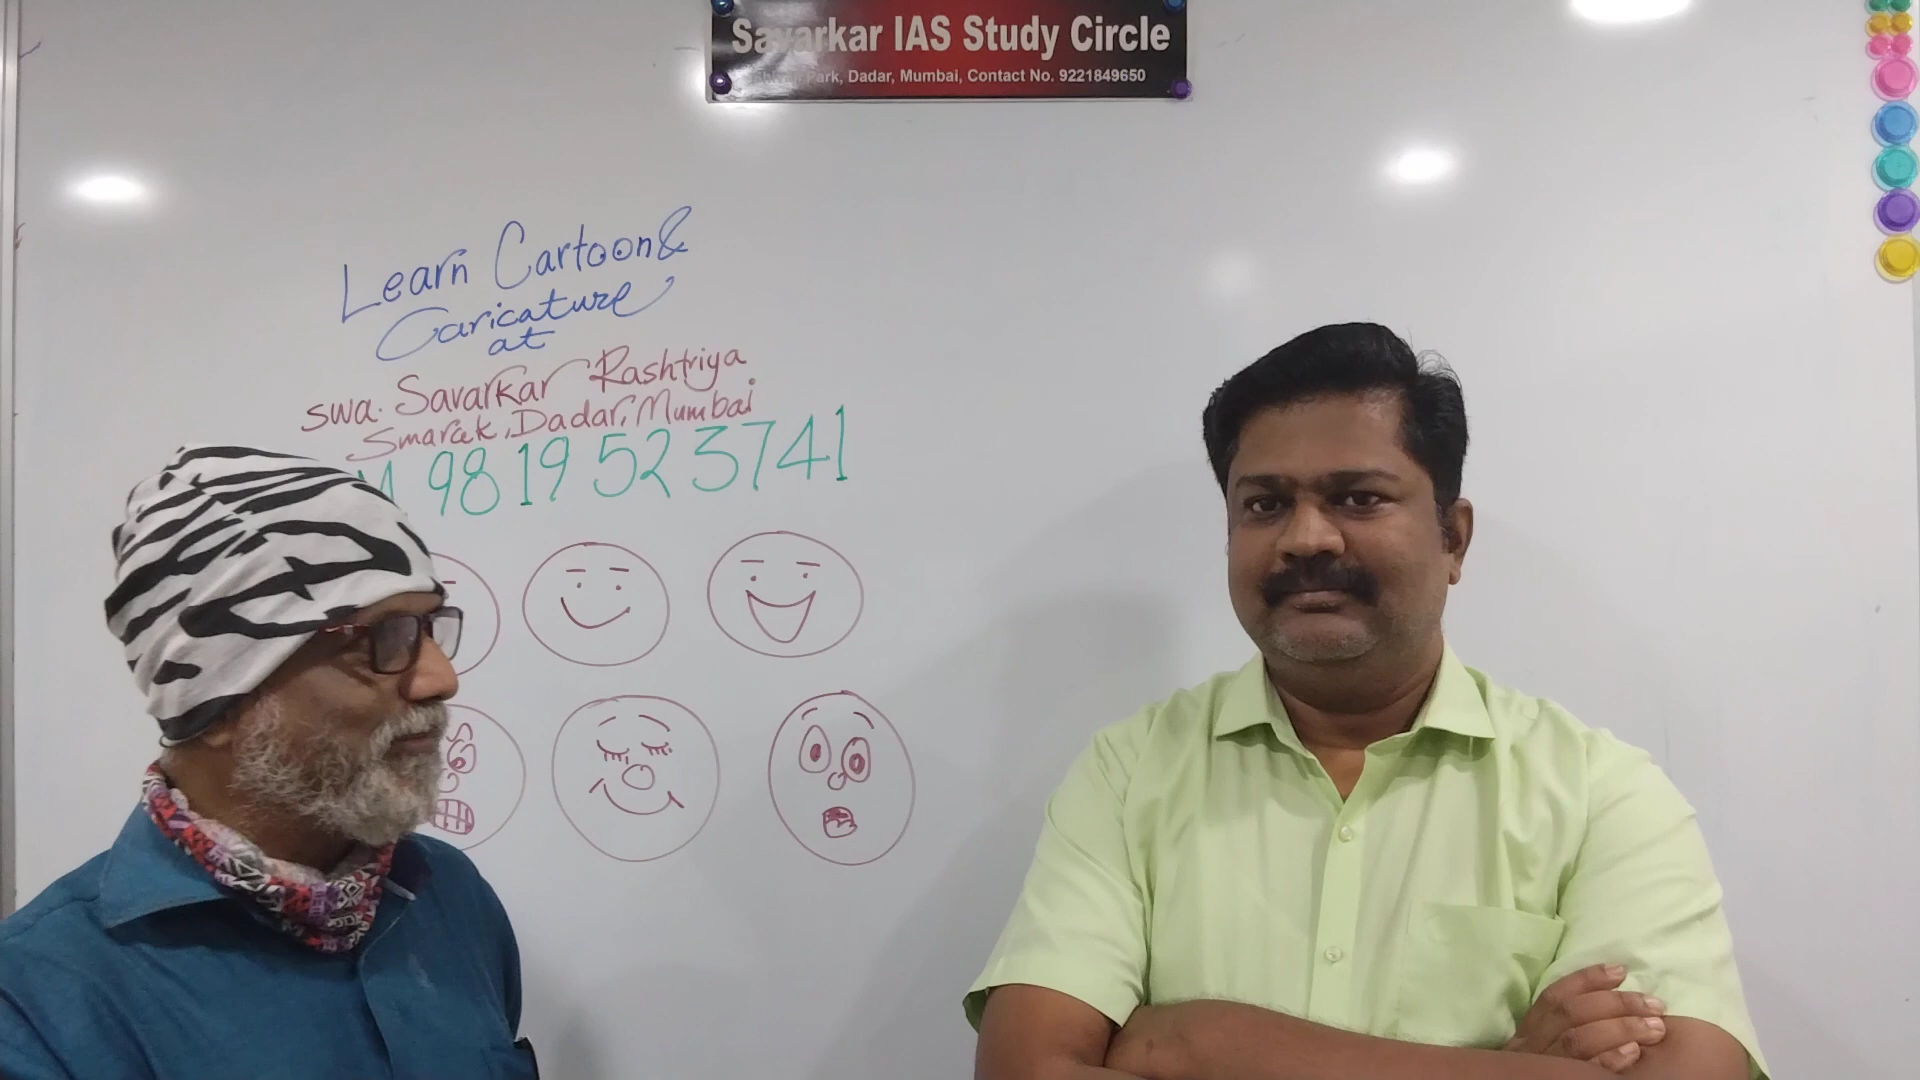 Savarkar IAS Study Circle
Park, Dadar, Mumbai, Contact No. 9221849650
Learn Cartoon &
Caricature
at
swa. Savarkar Rashtriya
Smarak, Dadar, Mumbai
9819523741